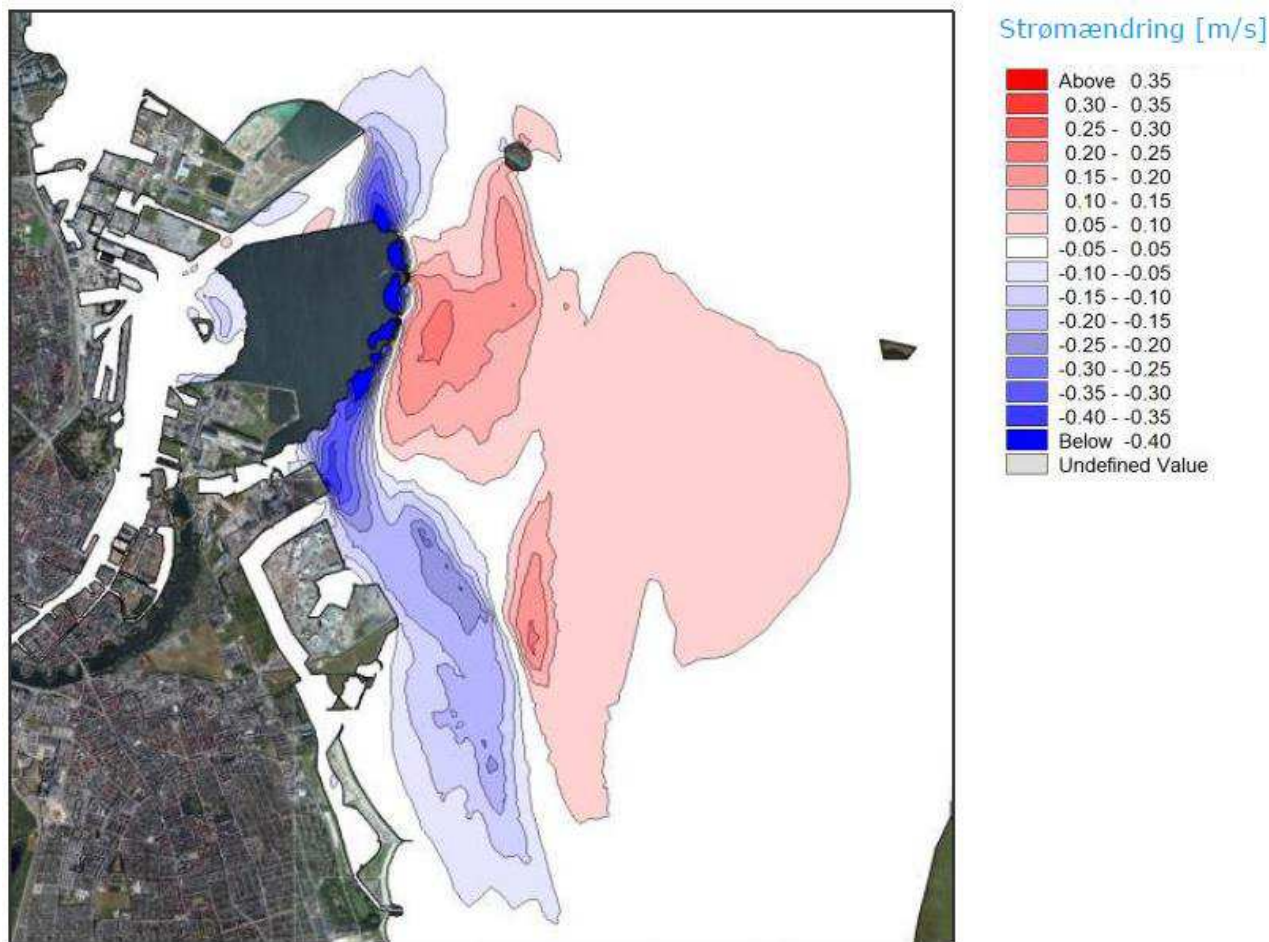 Strømændring [m/s]
Above 0.35
0.30 - 0.35
0.25 - 0.30
0.20 - 0.25
0.15 - 0.20
0.10 - 0.15
0.05 - 0.10
-0.05 - 0.05
-0.10 - -0.05
-0.15 - -0.10
-0.20 - -0.15
-0.25 - -0.20
-0.30 - -0.25
-0.35 - -0.30
-0.40 - -0.35
Below -0.40
Undefined Value